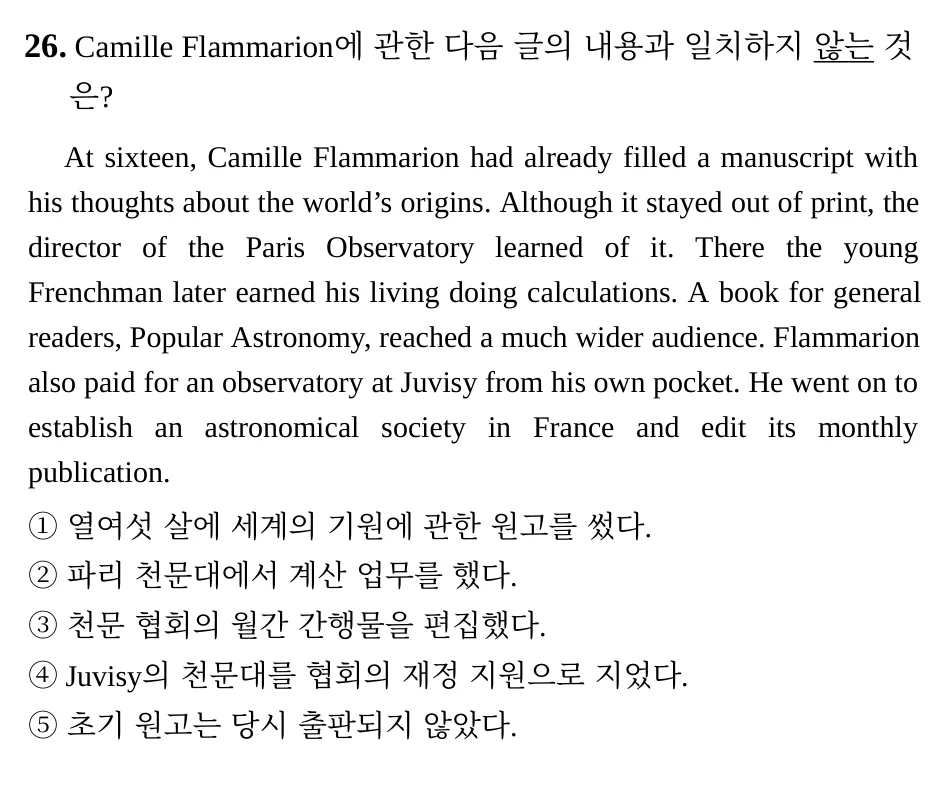 26. Camille Flammarion에 관한 다음 글의 내용과 일치하지 않는 것
은?
At sixteen, Camille Flammarion had already filled a manuscript with
his thoughts about the world’s origins. Although it stayed out of print, the
director of the Paris Observatory learned of it. There the young
Frenchman later earned his living doing calculations. A book for general
readers, Popular Astronomy, reached a much wider audience. Flammarion
also paid for an observatory at Juvisy from his own pocket. He went on to
establish an astronomical society in France and edit its monthly
publication.
① 열여섯 살에 세계의 기원에 관한 원고를 썼다.
② 파리 천문대에서 계산 업무를 했다.
③ 천문 협회의 월간 간행물을 편집했다.
④ Juvisy의 천문대를 협회의 재정 지원으로 지었다.
⑤ 초기 원고는 당시 출판되지 않았다.